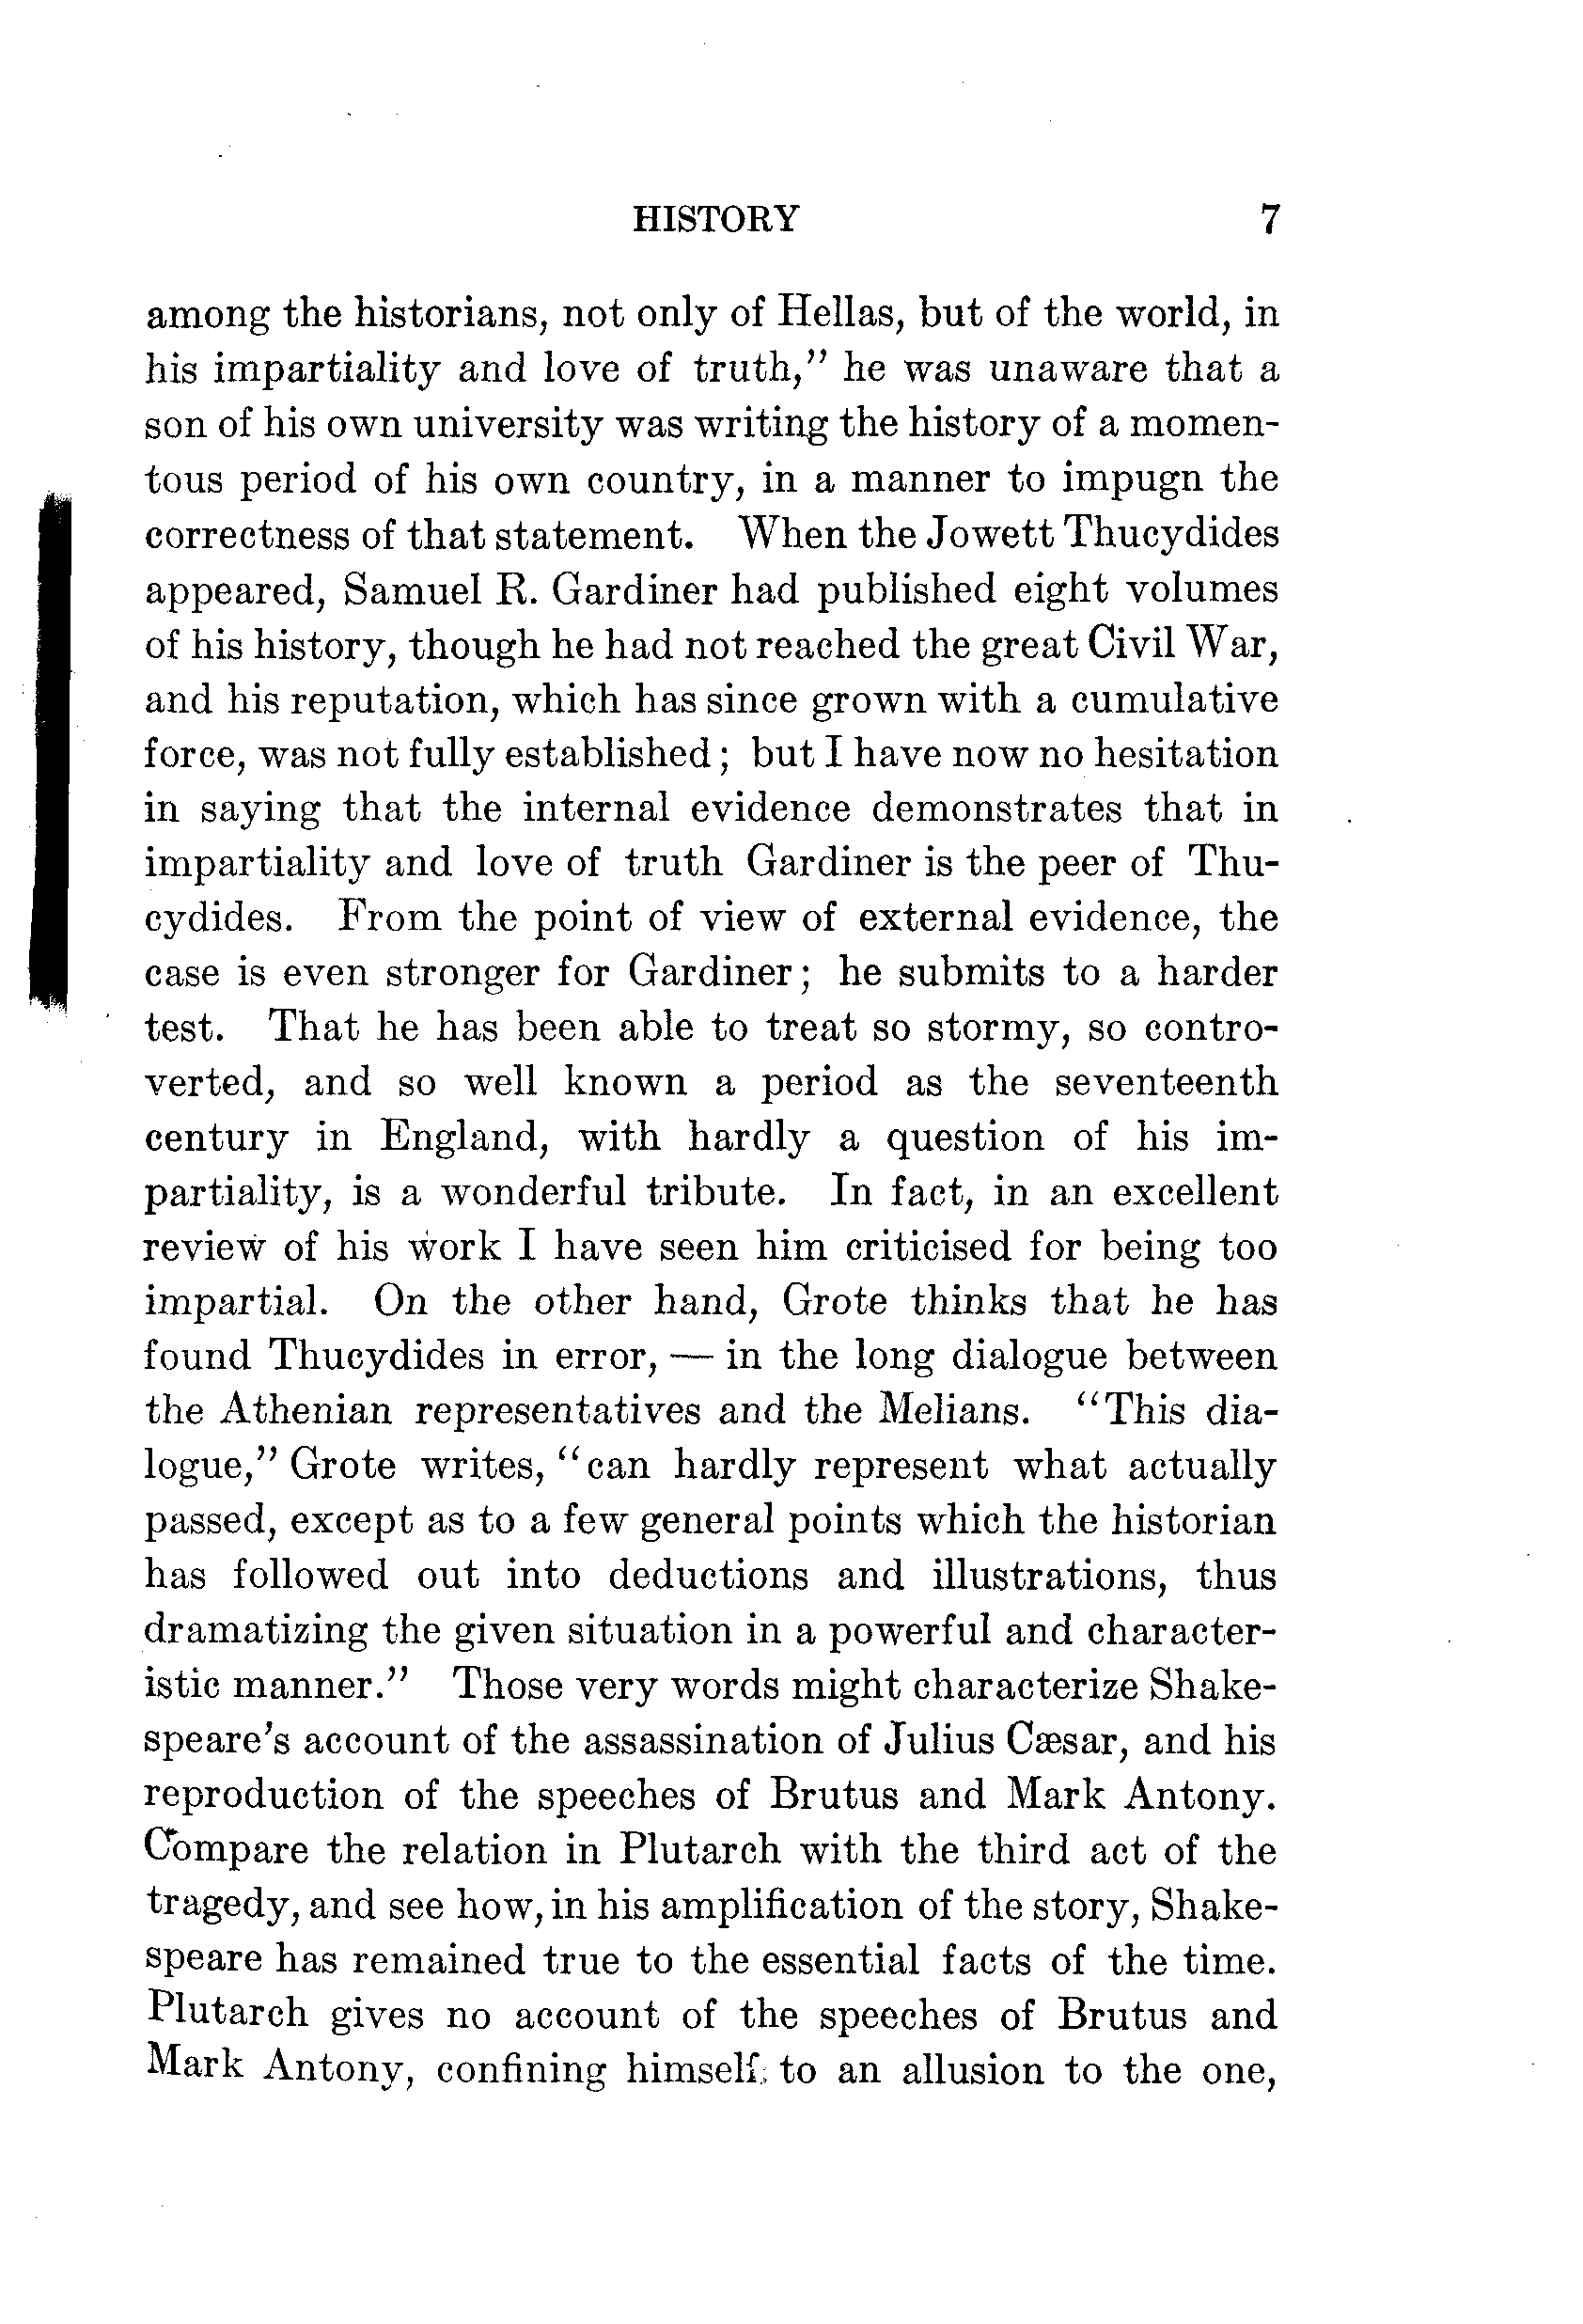 HISTORY 7
among the historians, not only of Hellas, but of the world, in
his impartiality and love of truth,” he was unaware that a
son of his own university was writing the history of a momen-
tous period of his own country, in a manner to impugn the
correctness of that statement. When the Jowett Thucydides
appeared, Samuel R. Gardiner had published eight volumes
of his history, though he had not reached the great Civil War,
and his reputation, which has since grown with a cumulative
force, was not fully established; but I have now no hesitation
in saying that the internal evidence demonstrates that in
impartiality and love of truth Gardiner is the peer of Thu-
cydides. From the point of view of external evidence, the
case is even stronger for Gardiner; he submits to a harder
test. That he has been able to treat so stormy, so contro-
verted, and so well known a period as the seventeenth
century in England, with hardly a question of his im-
partiality, is a wonderful tribute. In fact, in an excellent
review of his work I have seen him criticised for being too
impartial. On the other hand, Grote thinks that he has
found Thucydides in error, — in the long dialogue between
the Athenian representatives and the Melians. “This dia-
logue,” Grote writes, “can hardly represent what actually
passed, except as to a few general points which the historian
has followed out into deductions and illustrations, thus
dramatizing the given situation in a powerful and character-
istic manner.” Those very words might characterize Shake-
speare’s account of the assassination of Julius Cæsar, and his
reproduction of the speeches of Brutus and Mark Antony.
Compare the relation in Plutarch with the third act of the
tragedy, and see how, in his amplification of the story, Shake-
speare has remained true to the essential facts of the time.
Plutarch gives no account of the speeches of Brutus and
Mark Antony, confining himself to an allusion to the one,